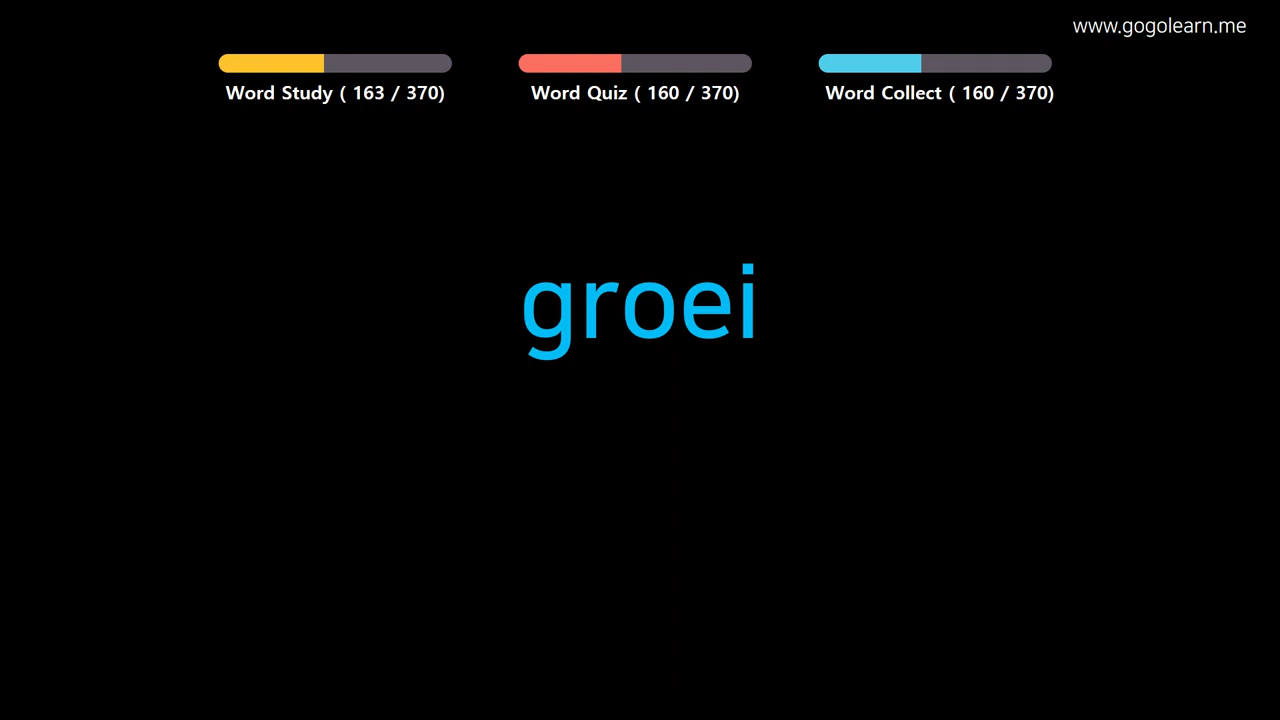 www.gogolearn.me
Word Study ( 163 / 370)
Word Quiz ( 160 / 370)
Word Collect ( 160 / 370)
groei